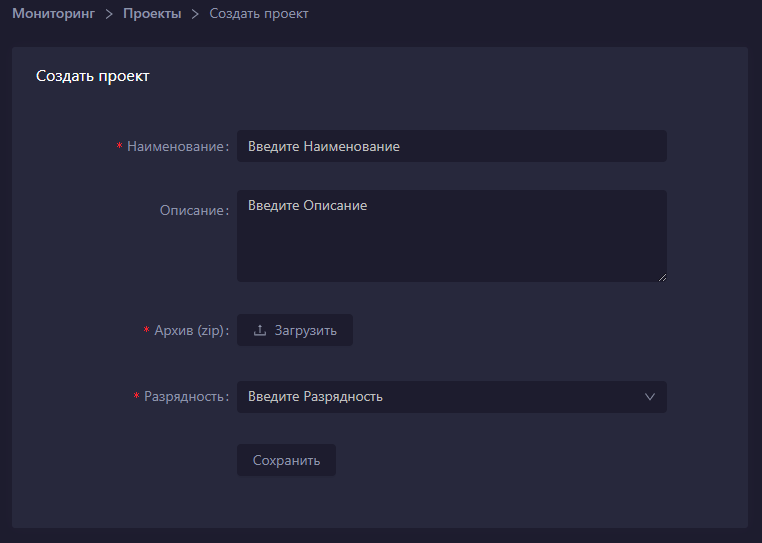 Мониторинг > Проекты > Создать проект
Создать проект
* Наименование: Введите Наименование
Описание: Введите Описание
* Архив (zip): Загрузить
* Разрядность: Введите Разрядность
Сохранить